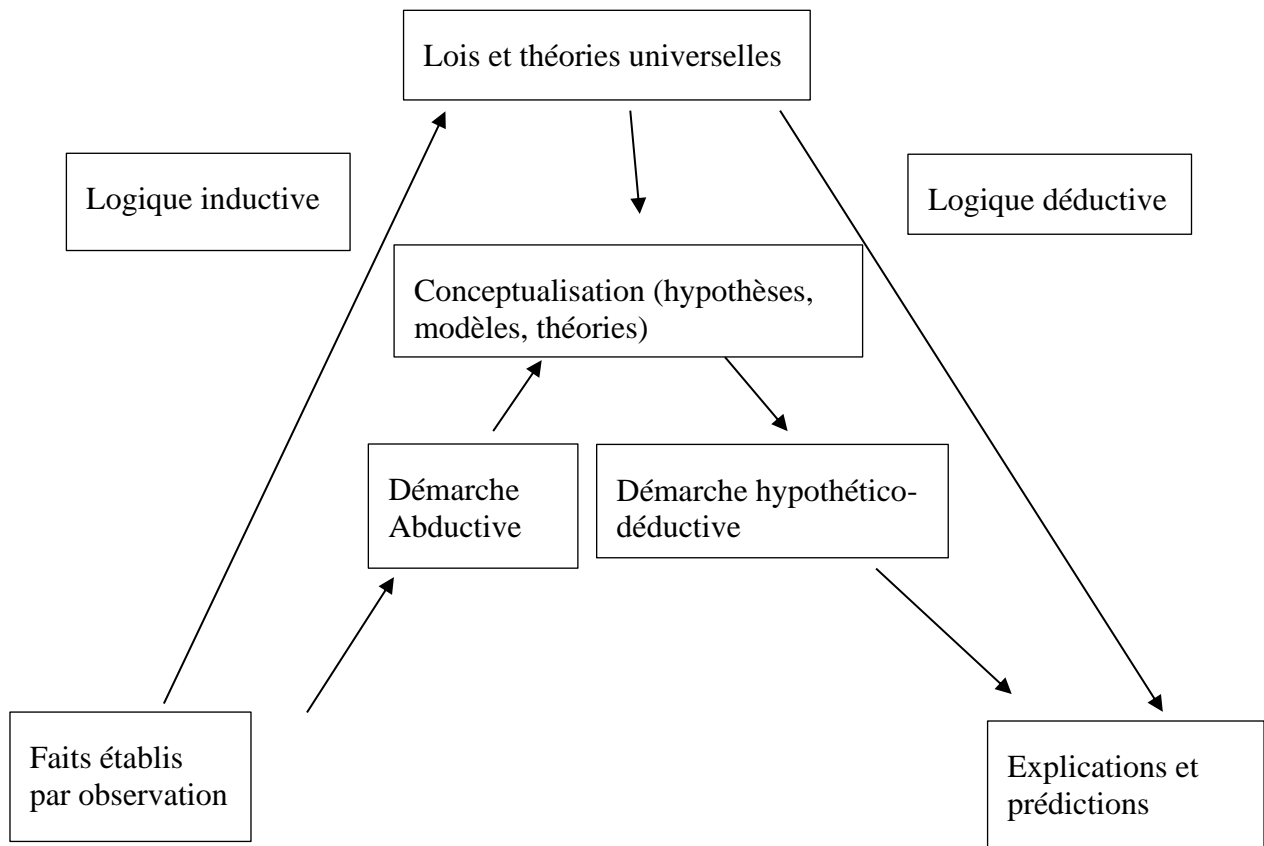 Lois et théories universelles
Logique inductive
Logique déductive
Conceptualisation (hypothèses,
modèles, théories)
Démarche
Abductive
Démarche hypothético-
déductive
Faits établis
par observation
Explications et
prédictions